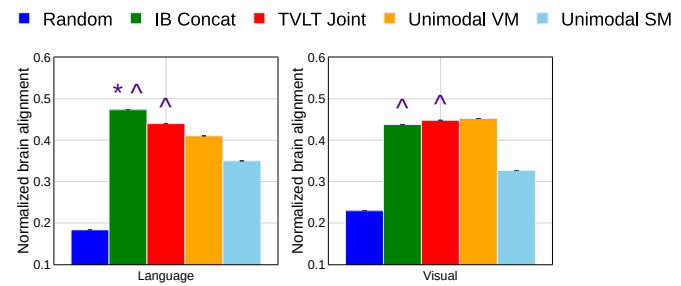 Random IB Concat TVLT Joint Unimodal VM Unimodal SM
Normalized brain alignment
0.6
0.5
0.4
0.3
0.2
0.1
* ^ ^
Language
Normalized brain alignment
0.6
0.5
0.4
0.3
0.2
0.1
^ ^
Visual